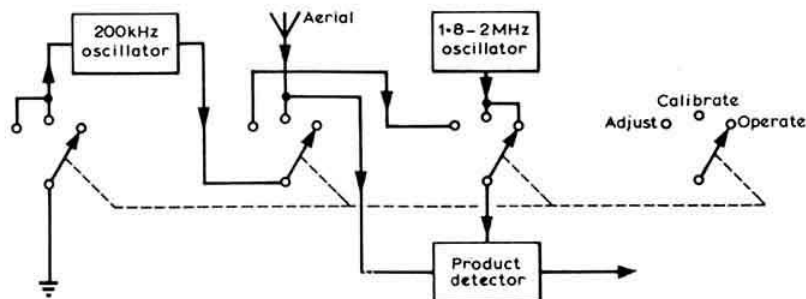 200kHz
oscillator
Aerial
1·8-2MHz
oscillator
Calibrate
Adjust
Operate
Product
detector